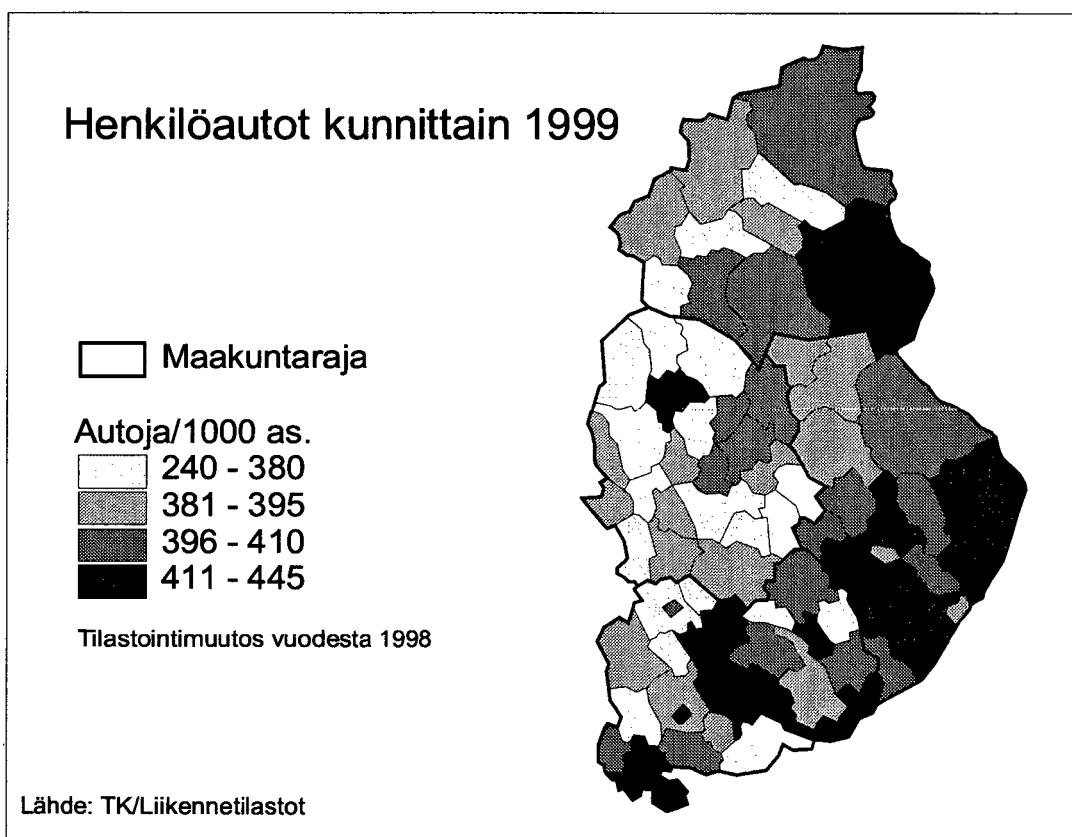 Henkilöautot kunnittain 1999
Maakuntaraja
Autoja/1000 as.
240 - 380
381 - 395
396 - 410
411 - 445
Tilastointimuutos vuodesta 1998
Lähde: TK/Liikennetilastot